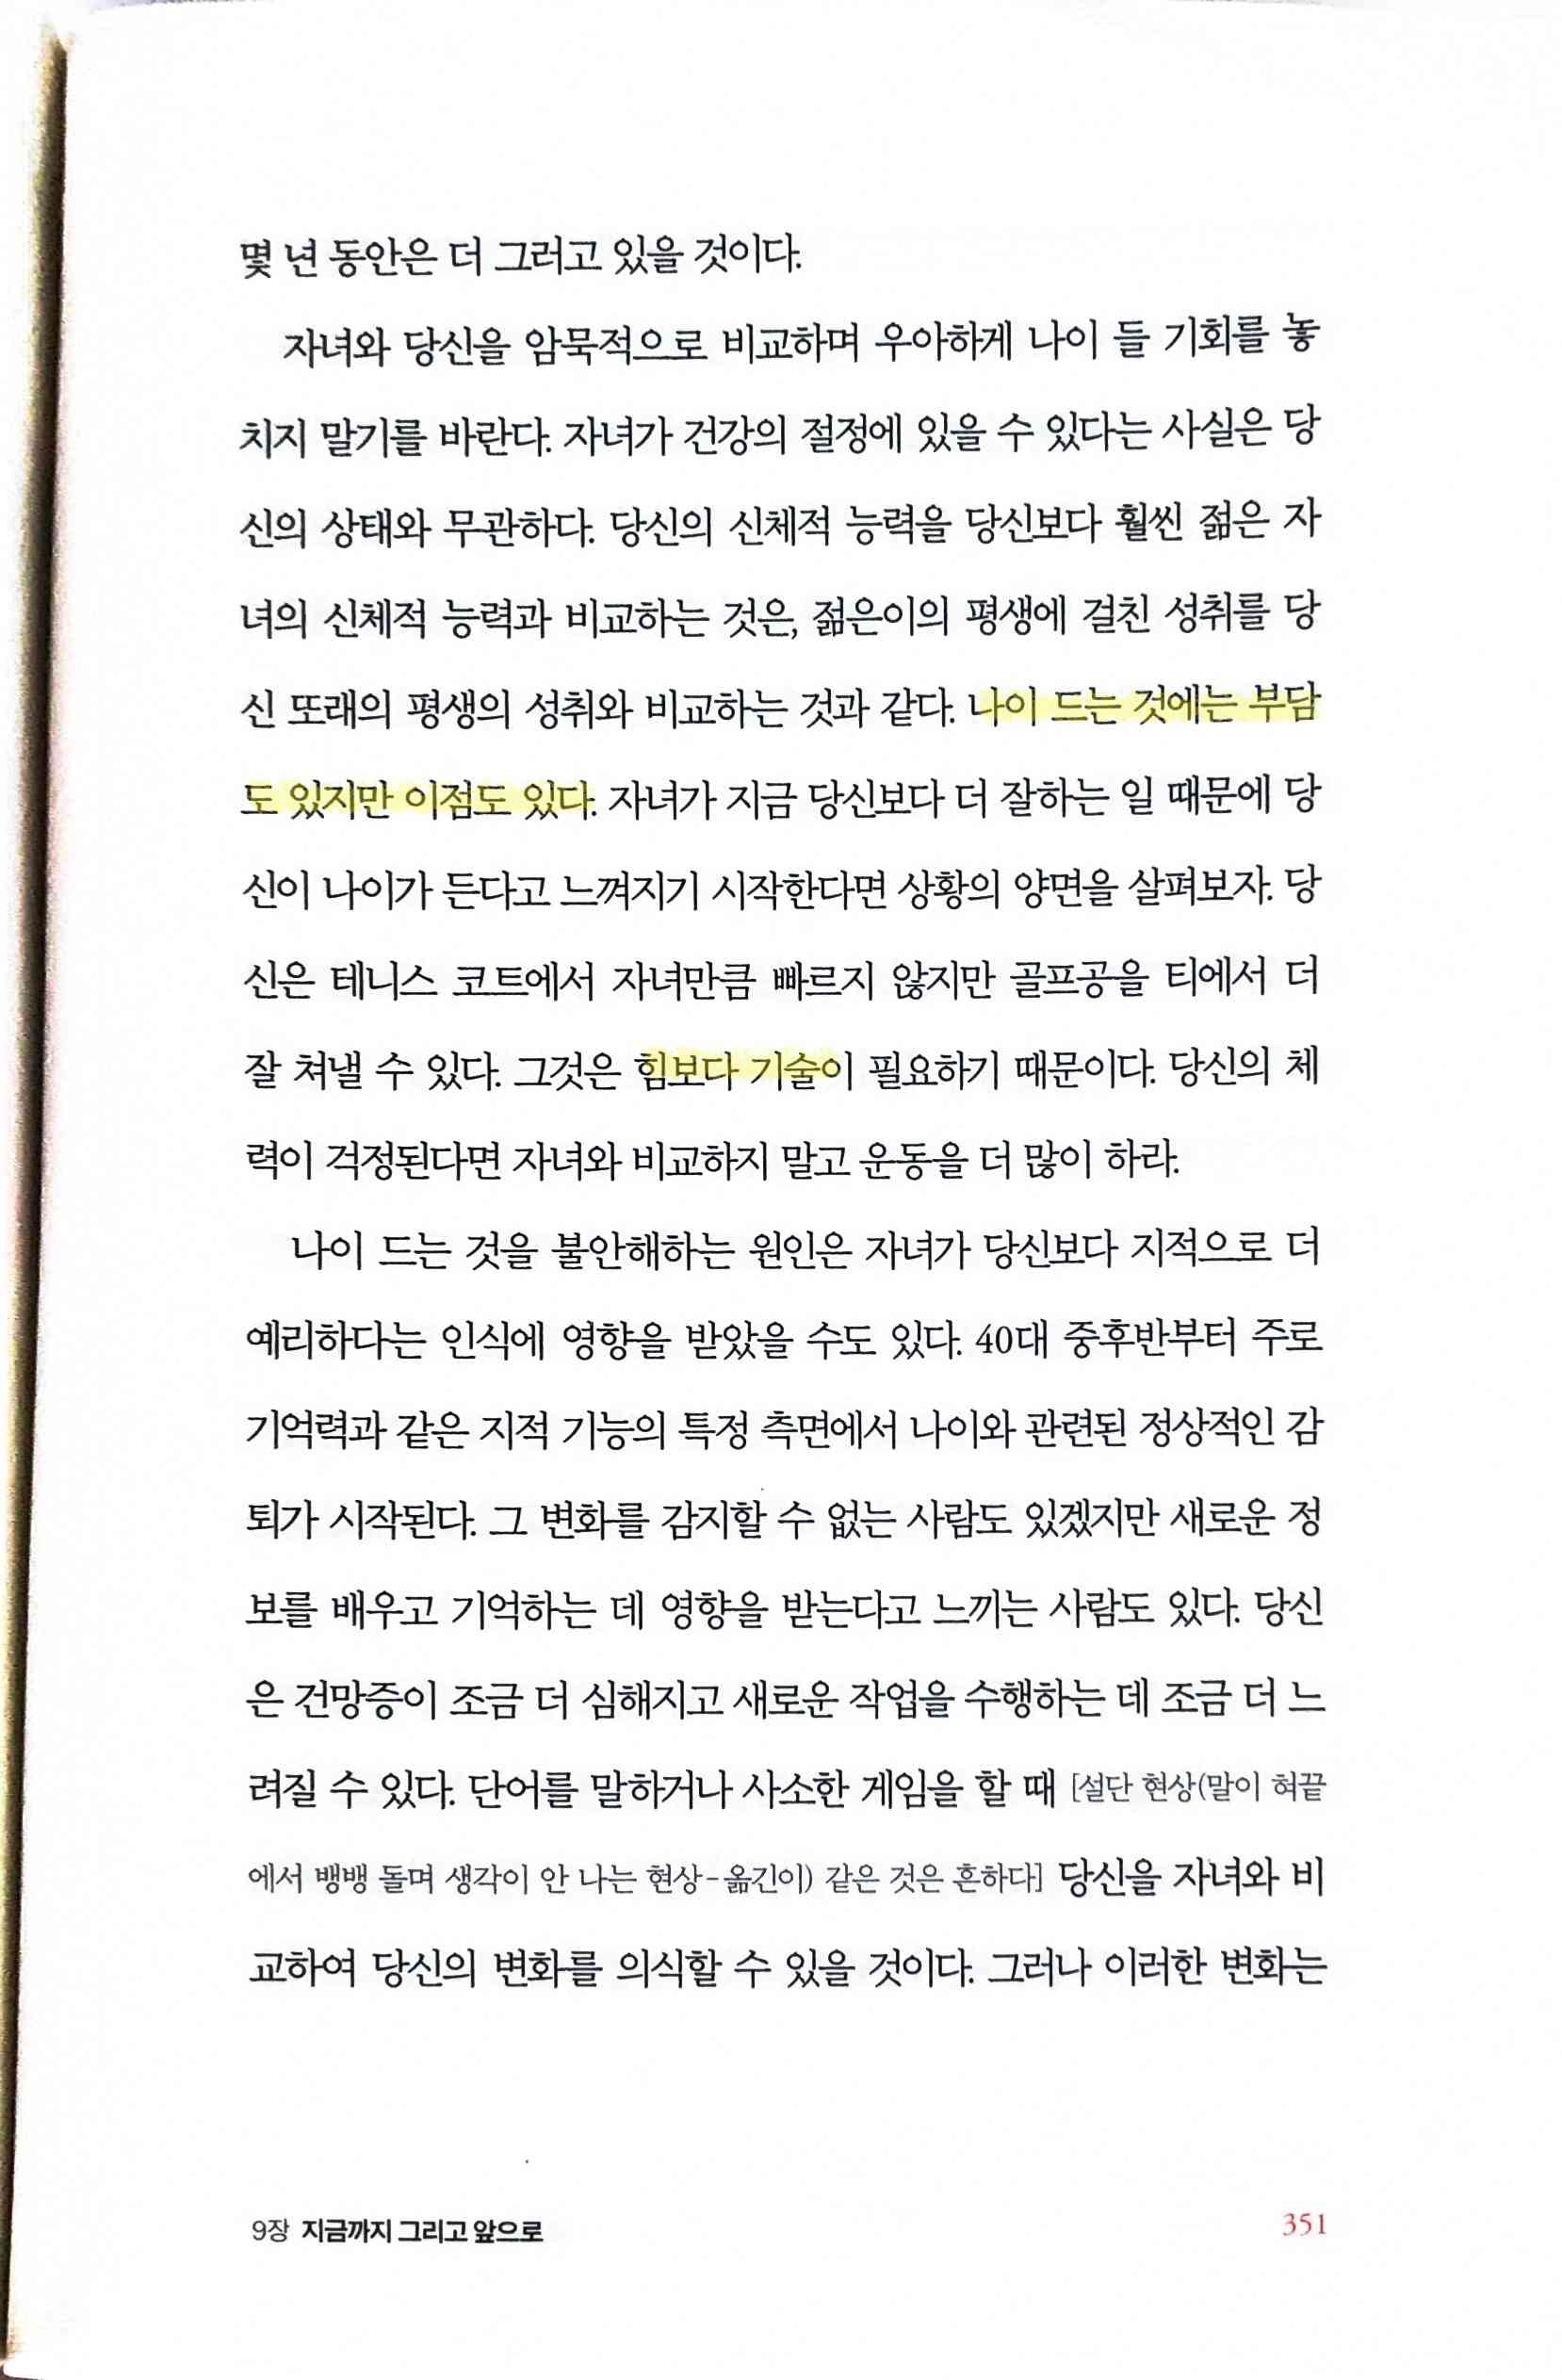 몇 년 동안은 더 그러고 있을 것이다.
자녀와 당신을 암묵적으로 비교하며 우아하게 나이 들 기회를 놓
치지 말기를 바란다. 자녀가 건강의 절정에 있을 수 있다는 사실은 당
신의 상태와 무관하다. 당신의 신체적 능력을 당신보다 훨씬 젊은 자
녀의 신체적 능력과 비교하는 것은, 젊은이의 평생에 걸친 성취를 당
신 또래의 평생의 성취와 비교하는 것과 같다. 나이 드는 것에는 부담
도 있지만 이점도 있다. 자녀가 지금 당신보다 더 잘하는 일 때문에 당
신이 나이가 든다고 느껴지기 시작한다면 상황의 양면을 살펴보자. 당
신은 테니스 코트에서 자녀만큼 빠르지 않지만 골프공을 티에서 더
잘 쳐낼 수 있다. 그것은 힘보다 기술이 필요하기 때문이다. 당신의 체
력이 걱정된다면 자녀와 비교하지 말고 운동을 더 많이 하라.
나이 드는 것을 불안해하는 원인은 자녀가 당신보다 지적으로 더
예리하다는 인식에 영향을 받았을 수도 있다. 40대 중후반부터 주로
기억력과 같은 지적 기능의 특정 측면에서 나이와 관련된 정상적인 감
퇴가 시작된다. 그 변화를 감지할 수 없는 사람도 있겠지만 새로운 정
보를 배우고 기억하는 데 영향을 받는다고 느끼는 사람도 있다. 당신
은 건망증이 조금 더 심해지고 새로운 작업을 수행하는 데 조금 더 느
려질 수 있다. 단어를 말하거나 사소한 게임을 할 때 [설단 현상(말이 혀끝
에서 뱅뱅 돌며 생각이 안 나는 현상-옮긴이) 같은 것은 흔하다] 당신을 자녀와 비
교하여 당신의 변화를 의식할 수 있을 것이다. 그러나 이러한 변화는
9장 지금까지 그리고 앞으로
351